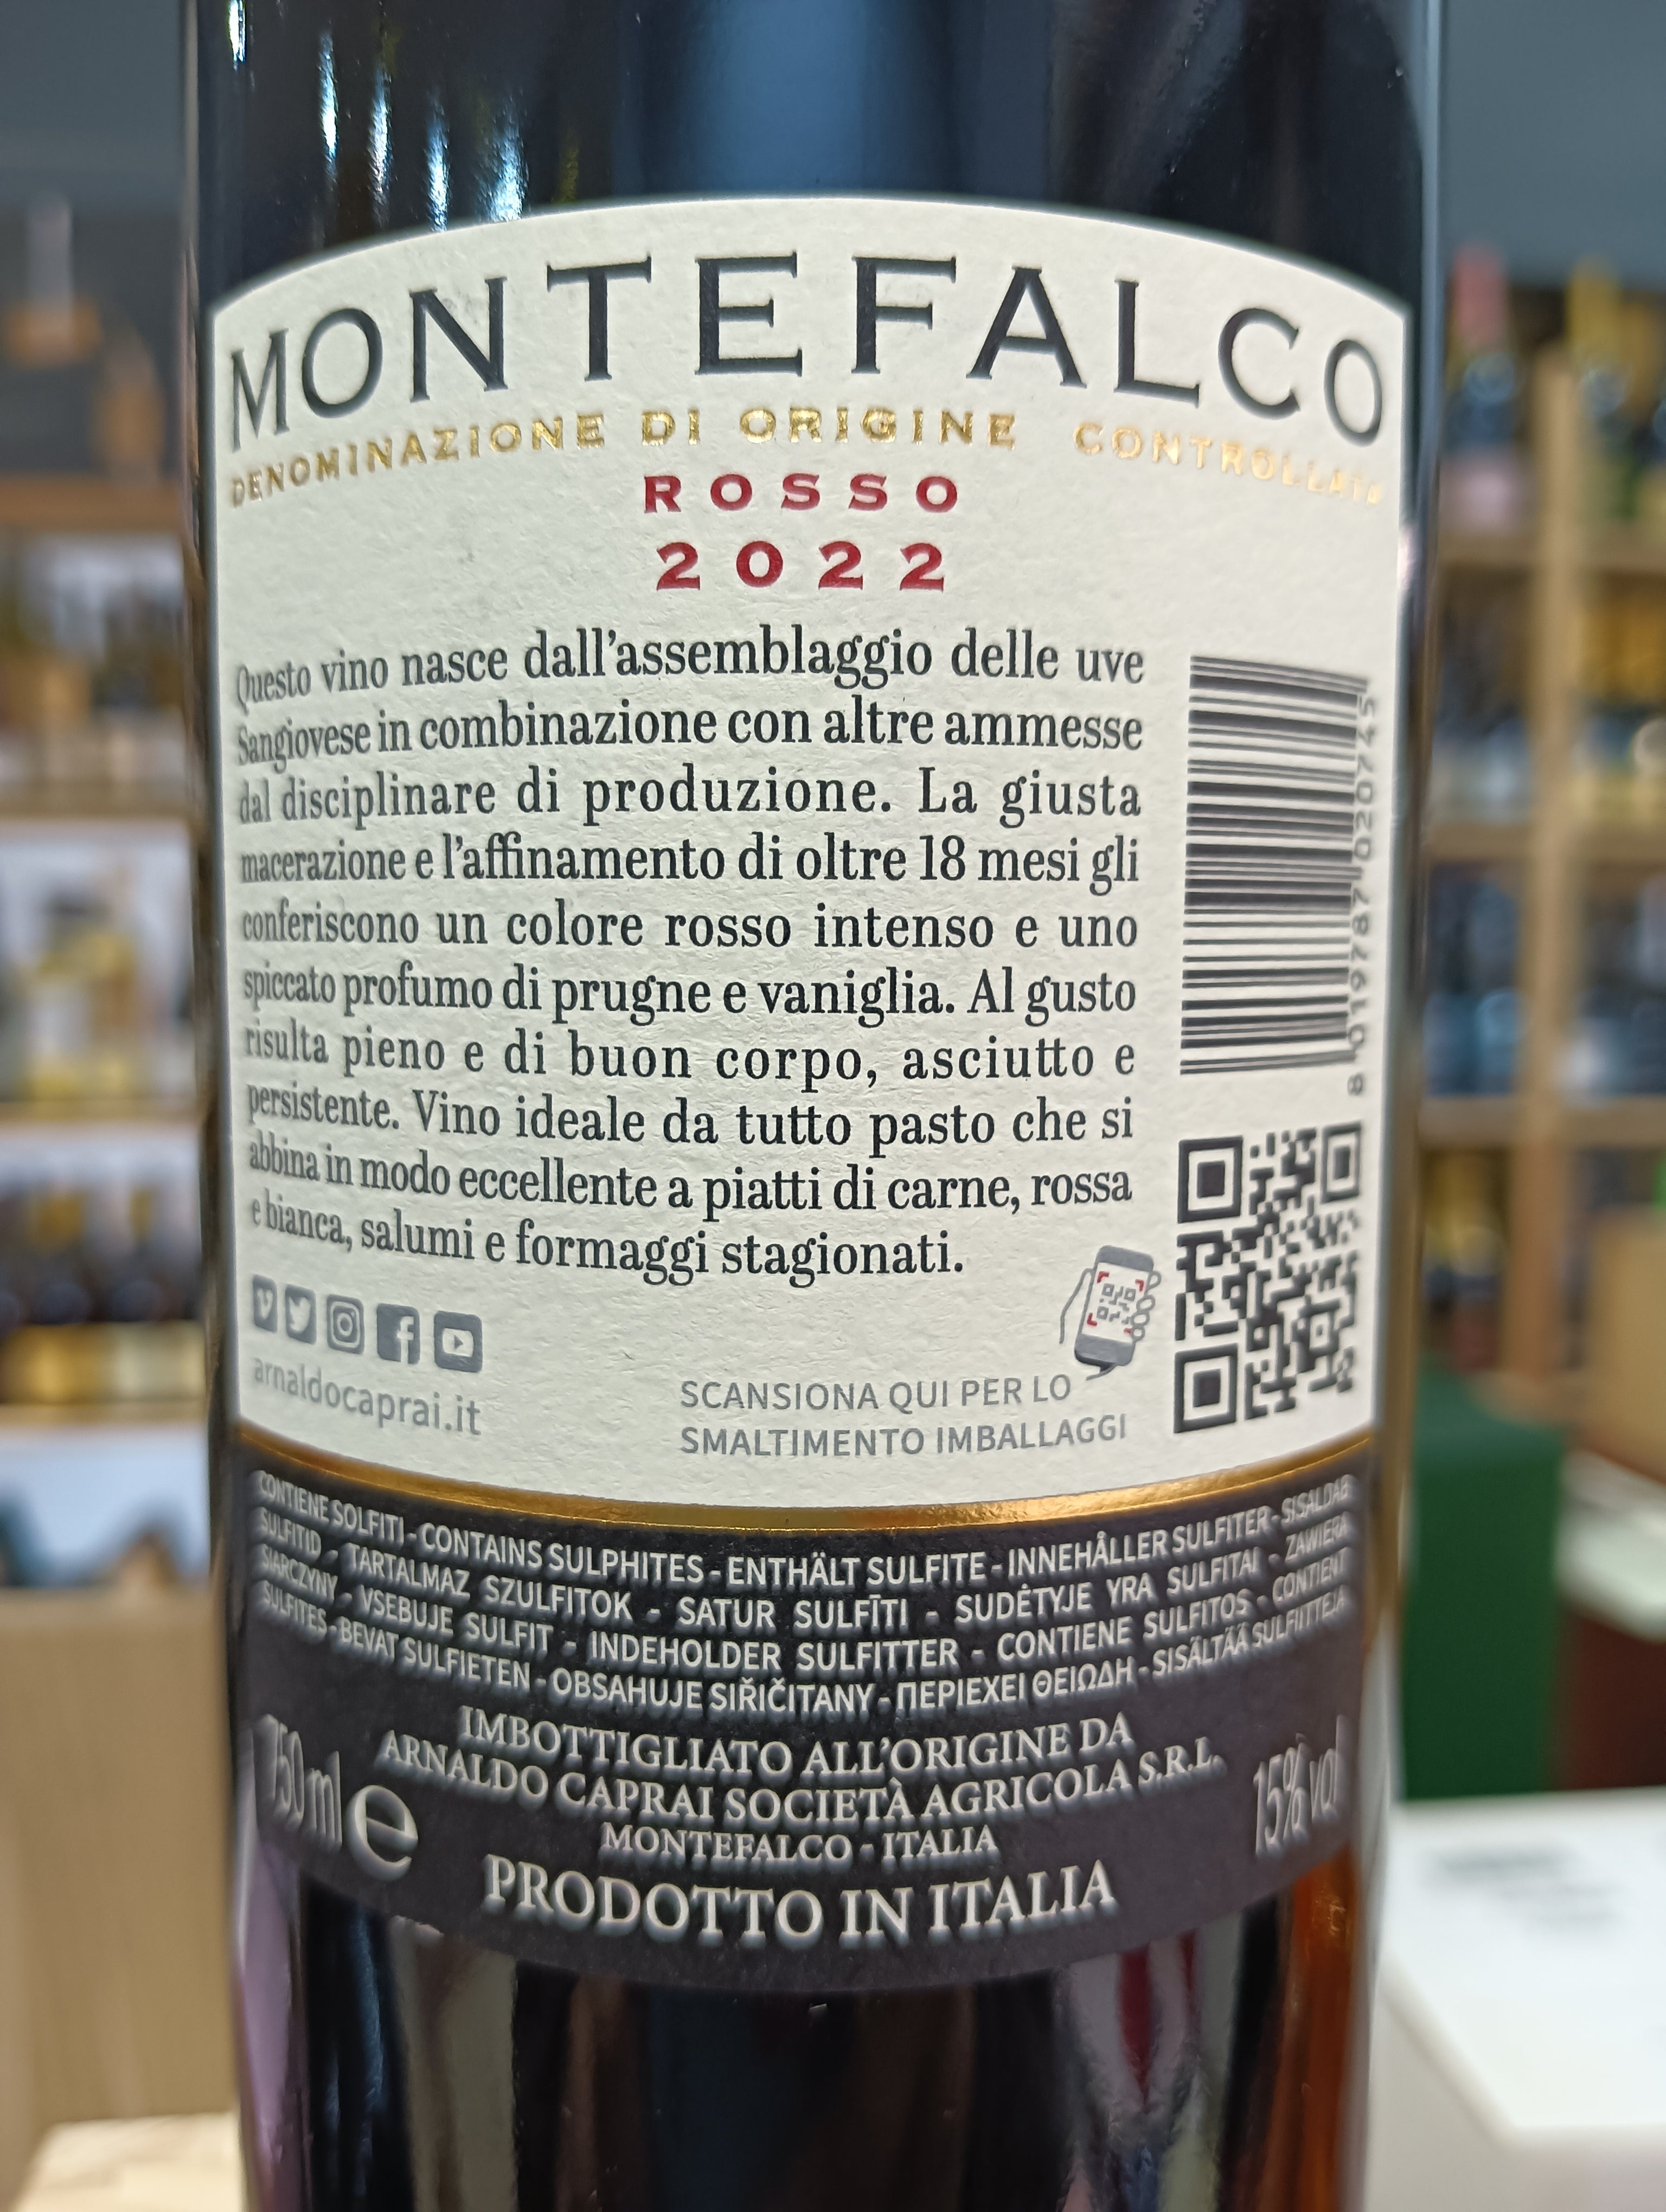 MONTEFALCO
DENOMINAZIONE DI ORIGINE CONTROLLATA
ROSSO
2022
Questo vino nasce dall'assemblaggio delle uve
Sangiovese in combinazione con altre ammesse
dal disciplinare di produzione. La giusta
macerazione e l'affinamento di oltre 18 mesi gli
conferiscono un colore rosso intenso e uno
spiccato profumo di prugne e vaniglia. Al gusto
risulta pieno e di buon corpo, asciutto e
persistente. Vino ideale da tutto pasto che si
abbina in modo eccellente a piatti di carne, rossa
e bianca, salumi e formaggi stagionati.
8 019787 020745
arnaldocaprai.it
SCANSIONA QUI PER LO
SMALTIMENTO IMBALLAGGI
CONTIENE SOLFITI - CONTAINS SULPHITES - ENTHÄLT SULFITE - INNEHÅLLER SULFITER - SISALDAB
SULFITID - TARTALMAZ SZULFITOK - SATUR SULFĪTI - SUDĖTYJE YRA SULFITAI - ZAWIERA
SIARCZYNY - VSEBUJE SULFIT - INDEHOLDER SULFITTER - CONTIENE SULFITOS - CONTIENT
SULFITES - BEVAT SULFIETEN - OBSAHUJE SIŘIČITANY - ΠΕΡΙΕΧΕΙ ΘΕΙΩΔΗ - SISÄLTÄÄ SULFIITTEJA
IMBOTTIGLIATO ALL'ORIGINE DA
ARNALDO CAPRAI SOCIETÀ AGRICOLA S.R.L.
MONTEFALCO - ITALIA
PRODOTTO IN ITALIA
750 ml e
15% vol